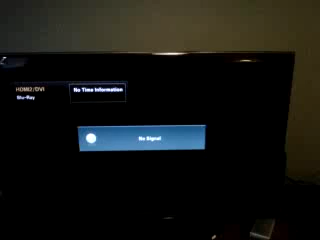 HDMI2/DVI
Blu-Ray
No Time Information
No Signal